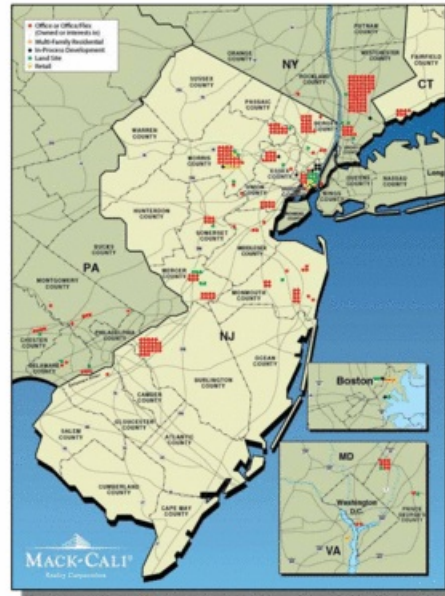 Office or Office/Flex
(Owned or interests in)
Multi-Family Residential
In-Process Development
Land Site
Retail
NY
CT
PUTNAM
COUNTY
ORANGE
COUNTY
WESTCHESTER
COUNTY
FAIRFIELD
COUNTY
ROCKLAND
COUNTY
SUSSEX
COUNTY
PASSAIC
COUNTY
BERGEN
WARREN
COUNTY
MORRIS
COUNTY
ESSEX
COUNTY
UNION
COUNTY
QUEENS
COUNTY
NASSAU
COUNTY
KINGS
COUNTY
Long
HUNTERDON
COUNTY
SOMERSET
COUNTY
MIDDLESEX
BUCKS
COUNTY
PA
MERCER
COUNTY
MONMOUTH
COUNTY
MONTGOMERY
COUNTY
PHILADELPHIA
COUNTY
CHESTER
COUNTY
DELAWARE
COUNTY
NJ
OCEAN
COUNTY
BURLINGTON
COUNTY
CAMDEN
COUNTY
GLOUCESTER
COUNTY
SALEM
COUNTY
ATLANTIC
COUNTY
CUMBERLAND
COUNTY
CAPE MAY
COUNTY
Boston
MD
Washington
D.C.
PRINCE
GEORGE'S
COUNTY
VA
MACK-CALI®
Realty Corporation